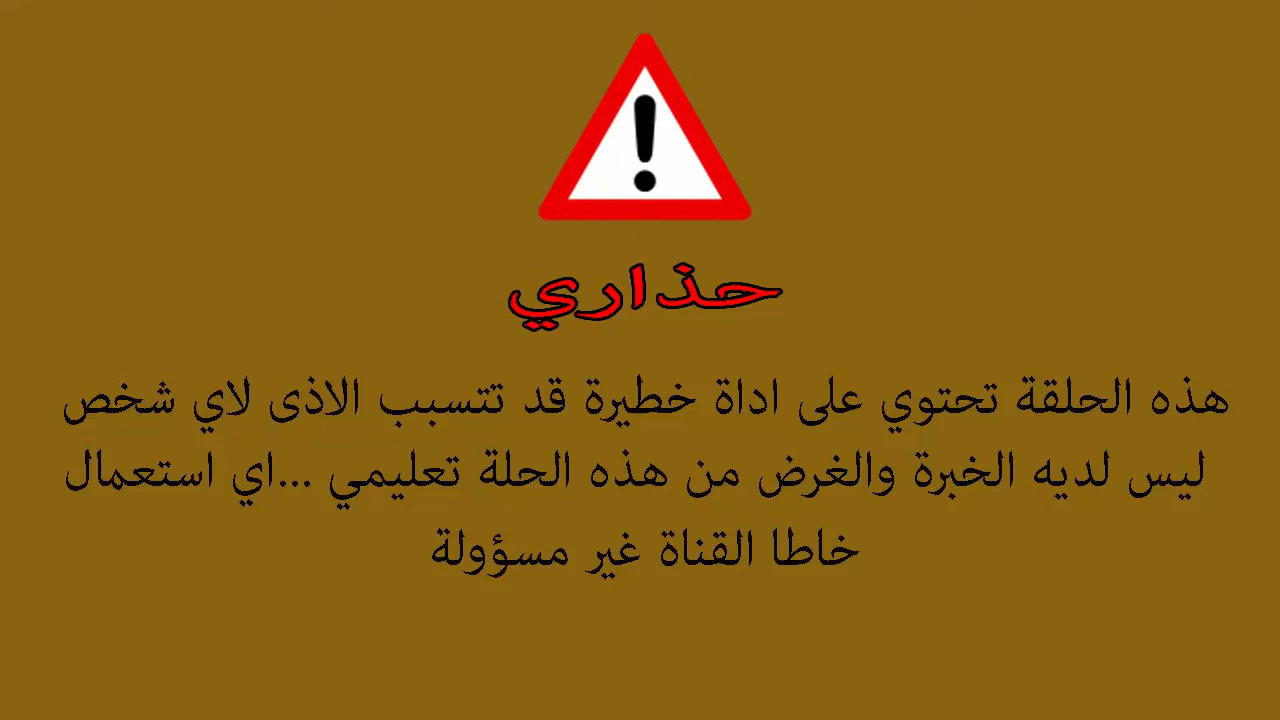 حذاري
هذه الحلقة تحتوي على اداة خطيرة قد تتسبب الاذى لاي شخص
ليس لديه الخبرة والغرض من هذه الحلة تعليمي ...اي استعمال
خاطا القناة غير مسؤولة